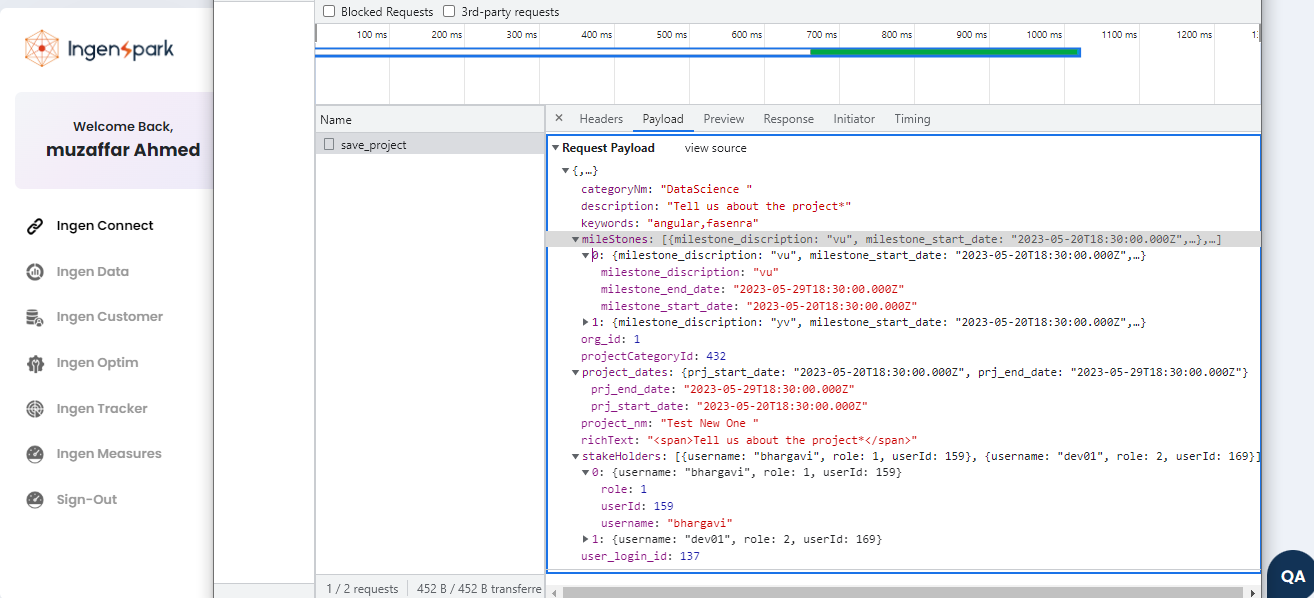 Ingenspark
Welcome Back,
muzaffar Ahmed
Ingen Connect
Ingen Data
Ingen Customer
Ingen Optim
Ingen Tracker
Ingen Measures
Sign-Out
Blocked Requests 3rd-party requests
100 ms 200 ms 300 ms 400 ms 500 ms 600 ms 700 ms 800 ms 900 ms 1000 ms 1100 ms 1200 ms
Name
save_project
× Headers Payload Preview Response Initiator Timing
Request Payload view source
{,…}
categoryNm: "DataScience "
description: "Tell us about the project*"
keywords: "angular,fasenra"
mileStones: [{milestone_discription: "vu", milestone_start_date: "2023-05-20T18:30:00.000Z",…},…]
0: {milestone_discription: "vu", milestone_start_date: "2023-05-20T18:30:00.000Z",…}
milestone_discription: "vu"
milestone_end_date: "2023-05-29T18:30:00.000Z"
milestone_start_date: "2023-05-20T18:30:00.000Z"
1: {milestone_discription: "yv", milestone_start_date: "2023-05-20T18:30:00.000Z",…}
org_id: 1
projectCategoryId: 432
project_dates: {prj_start_date: "2023-05-20T18:30:00.000Z", prj_end_date: "2023-05-29T18:30:00.000Z"}
prj_end_date: "2023-05-29T18:30:00.000Z"
prj_start_date: "2023-05-20T18:30:00.000Z"
project_nm: "Test New One "
richText: "<span>Tell us about the project*</span>"
stakeHolders: [{username: "bhargavi", role: 1, userId: 159}, {username: "dev01", role: 2, userId: 169}]
0: {username: "bhargavi", role: 1, userId: 159}
role: 1
userId: 159
username: "bhargavi"
1: {username: "dev01", role: 2, userId: 169}
user_login_id: 137
1 / 2 requests 452 B / 452 B transferre
QA